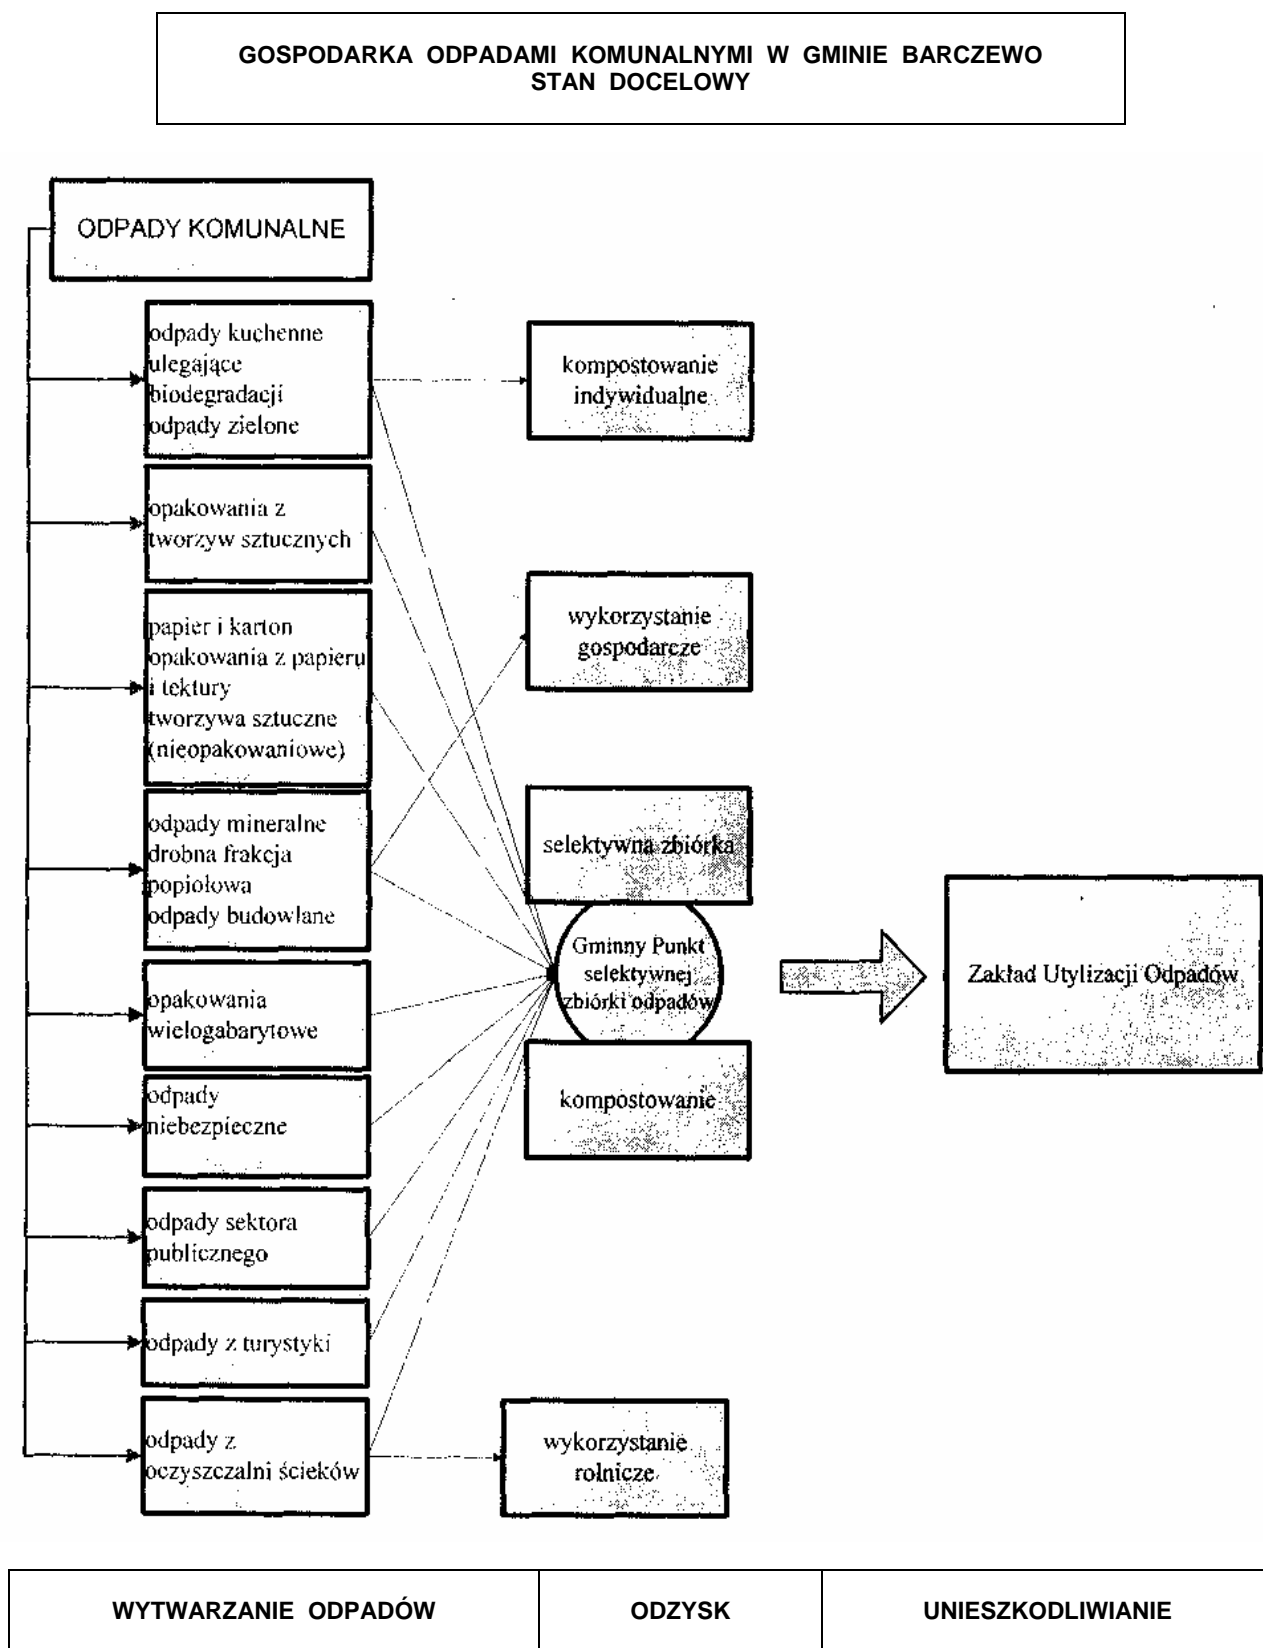 GOSPODARKA ODPADAMI KOMUNALNYMI W GMINIE BARCZEWO
STAN DOCELOWY
ODPADY KOMUNALNE
odpady kuchenne
ulegające
biodegradacji
odpady zielone
kompostowanie
indywidualne
opakowania z
tworzyw sztucznych
papier i karton
opakowania z papieru
i tektury
tworzywa sztuczne
(nieopakowaniowe)
wykorzystanie
gospodarcze
odpady mineralne
drobna frakcja
popiołowa
odpady budowlane
selektywna zbiórka
Gminny Punkt
selektywnej
zbiórki odpadów
Zakład Utylizacji Odpadów
opakowania
wielogabarytowe
kompostowanie
odpady
niebezpieczne
odpady sektora
publicznego
odpady z turystyki
odpady z
oczyszczalni ścieków
wykorzystanie
rolnicze
WYTWARZANIE ODPADÓW
ODZYSK
UNIESZKODLIWIANIE